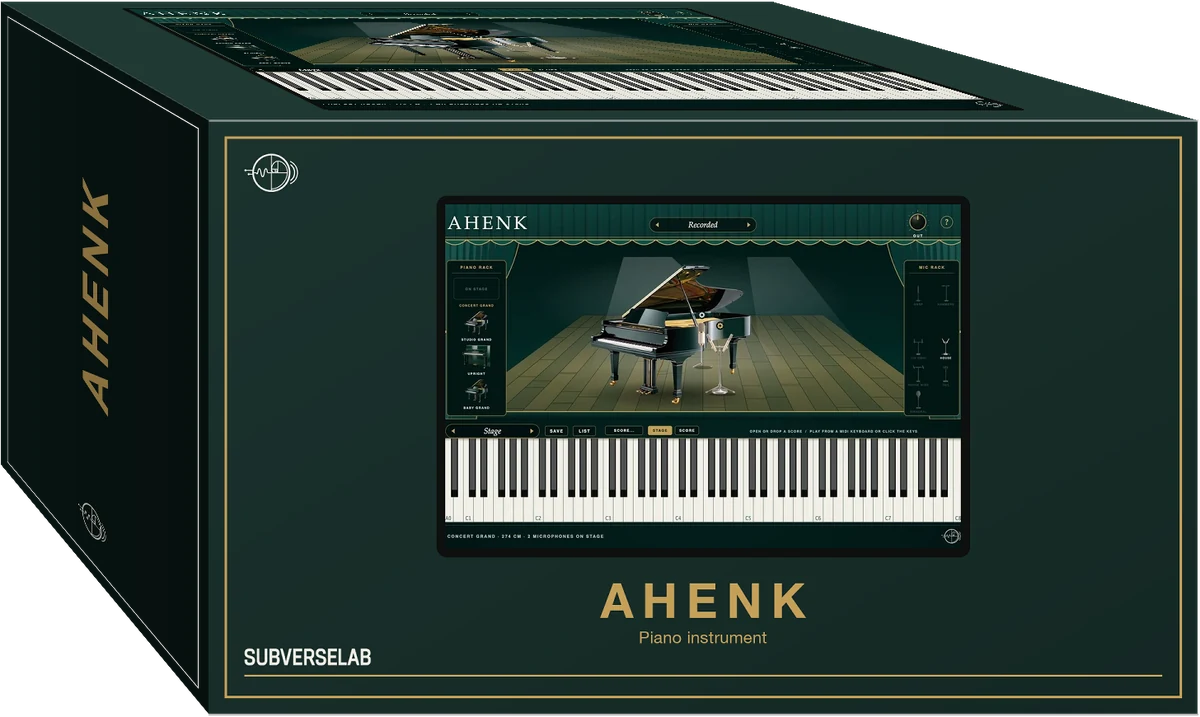 AHENK
AHENK
Recorded
OUT
?
PIANO RACK
ON STAGE
CONCERT GRAND
STUDIO GRAND
UPRIGHT
BABY GRAND
MIC RACK
HOUSE
Stage
SAVE
LIST
SCORE...
STAGE
SCORE
OPEN OR DROP A SCORE / PLAY FROM A MIDI KEYBOARD OR CLICK THE KEYS
A0 C1 C2 C3 C4 C5 C6 C7 C8
CONCERT GRAND · 274 CM · 2 MICROPHONES ON STAGE
AHENK
Piano instrument
SUBVERSELAB